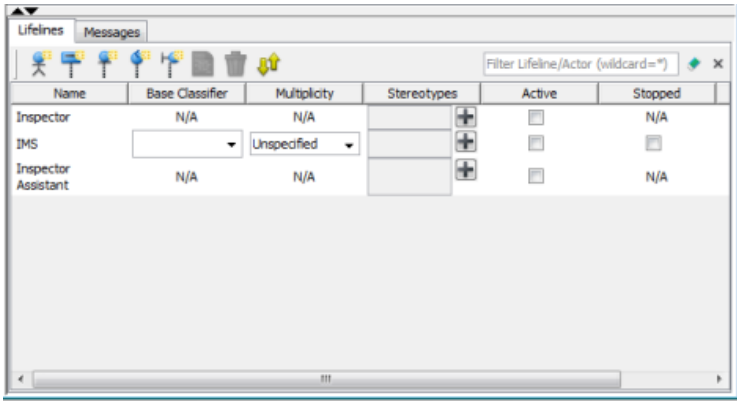 Lifelines Messages
Filter Lifeline/Actor (wildcard=*)
Name Base Classifier Multiplicity Stereotypes Active Stopped
Inspector N/A N/A N/A
IMS Unspecified
Inspector
Assistant N/A N/A N/A